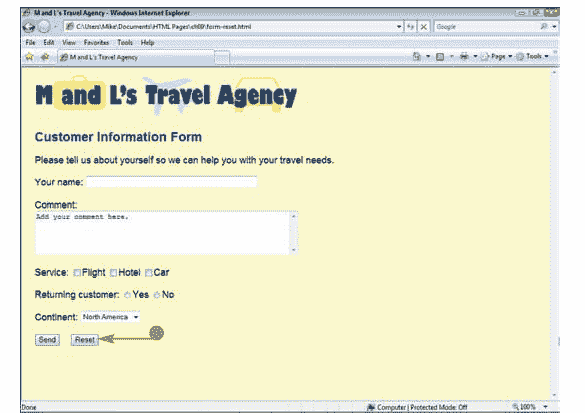 M and L's Travel Agency - Windows Internet Explorer
C:\Users\Mike\Documents\HTML Pages\ch08\form-reset.html
Google
File Edit View Favorites Tools Help
M and L's Travel Agency
Page Tools
M and L's Travel Agency
Customer Information Form
Please tell us about yourself so we can help you with your travel needs.
Your name:
Comment:
Add your comment here.
Service: Flight Hotel Car
Returning customer: Yes No
Continent: North America
Send Reset
Done Computer | Protected Mode: Off 100%